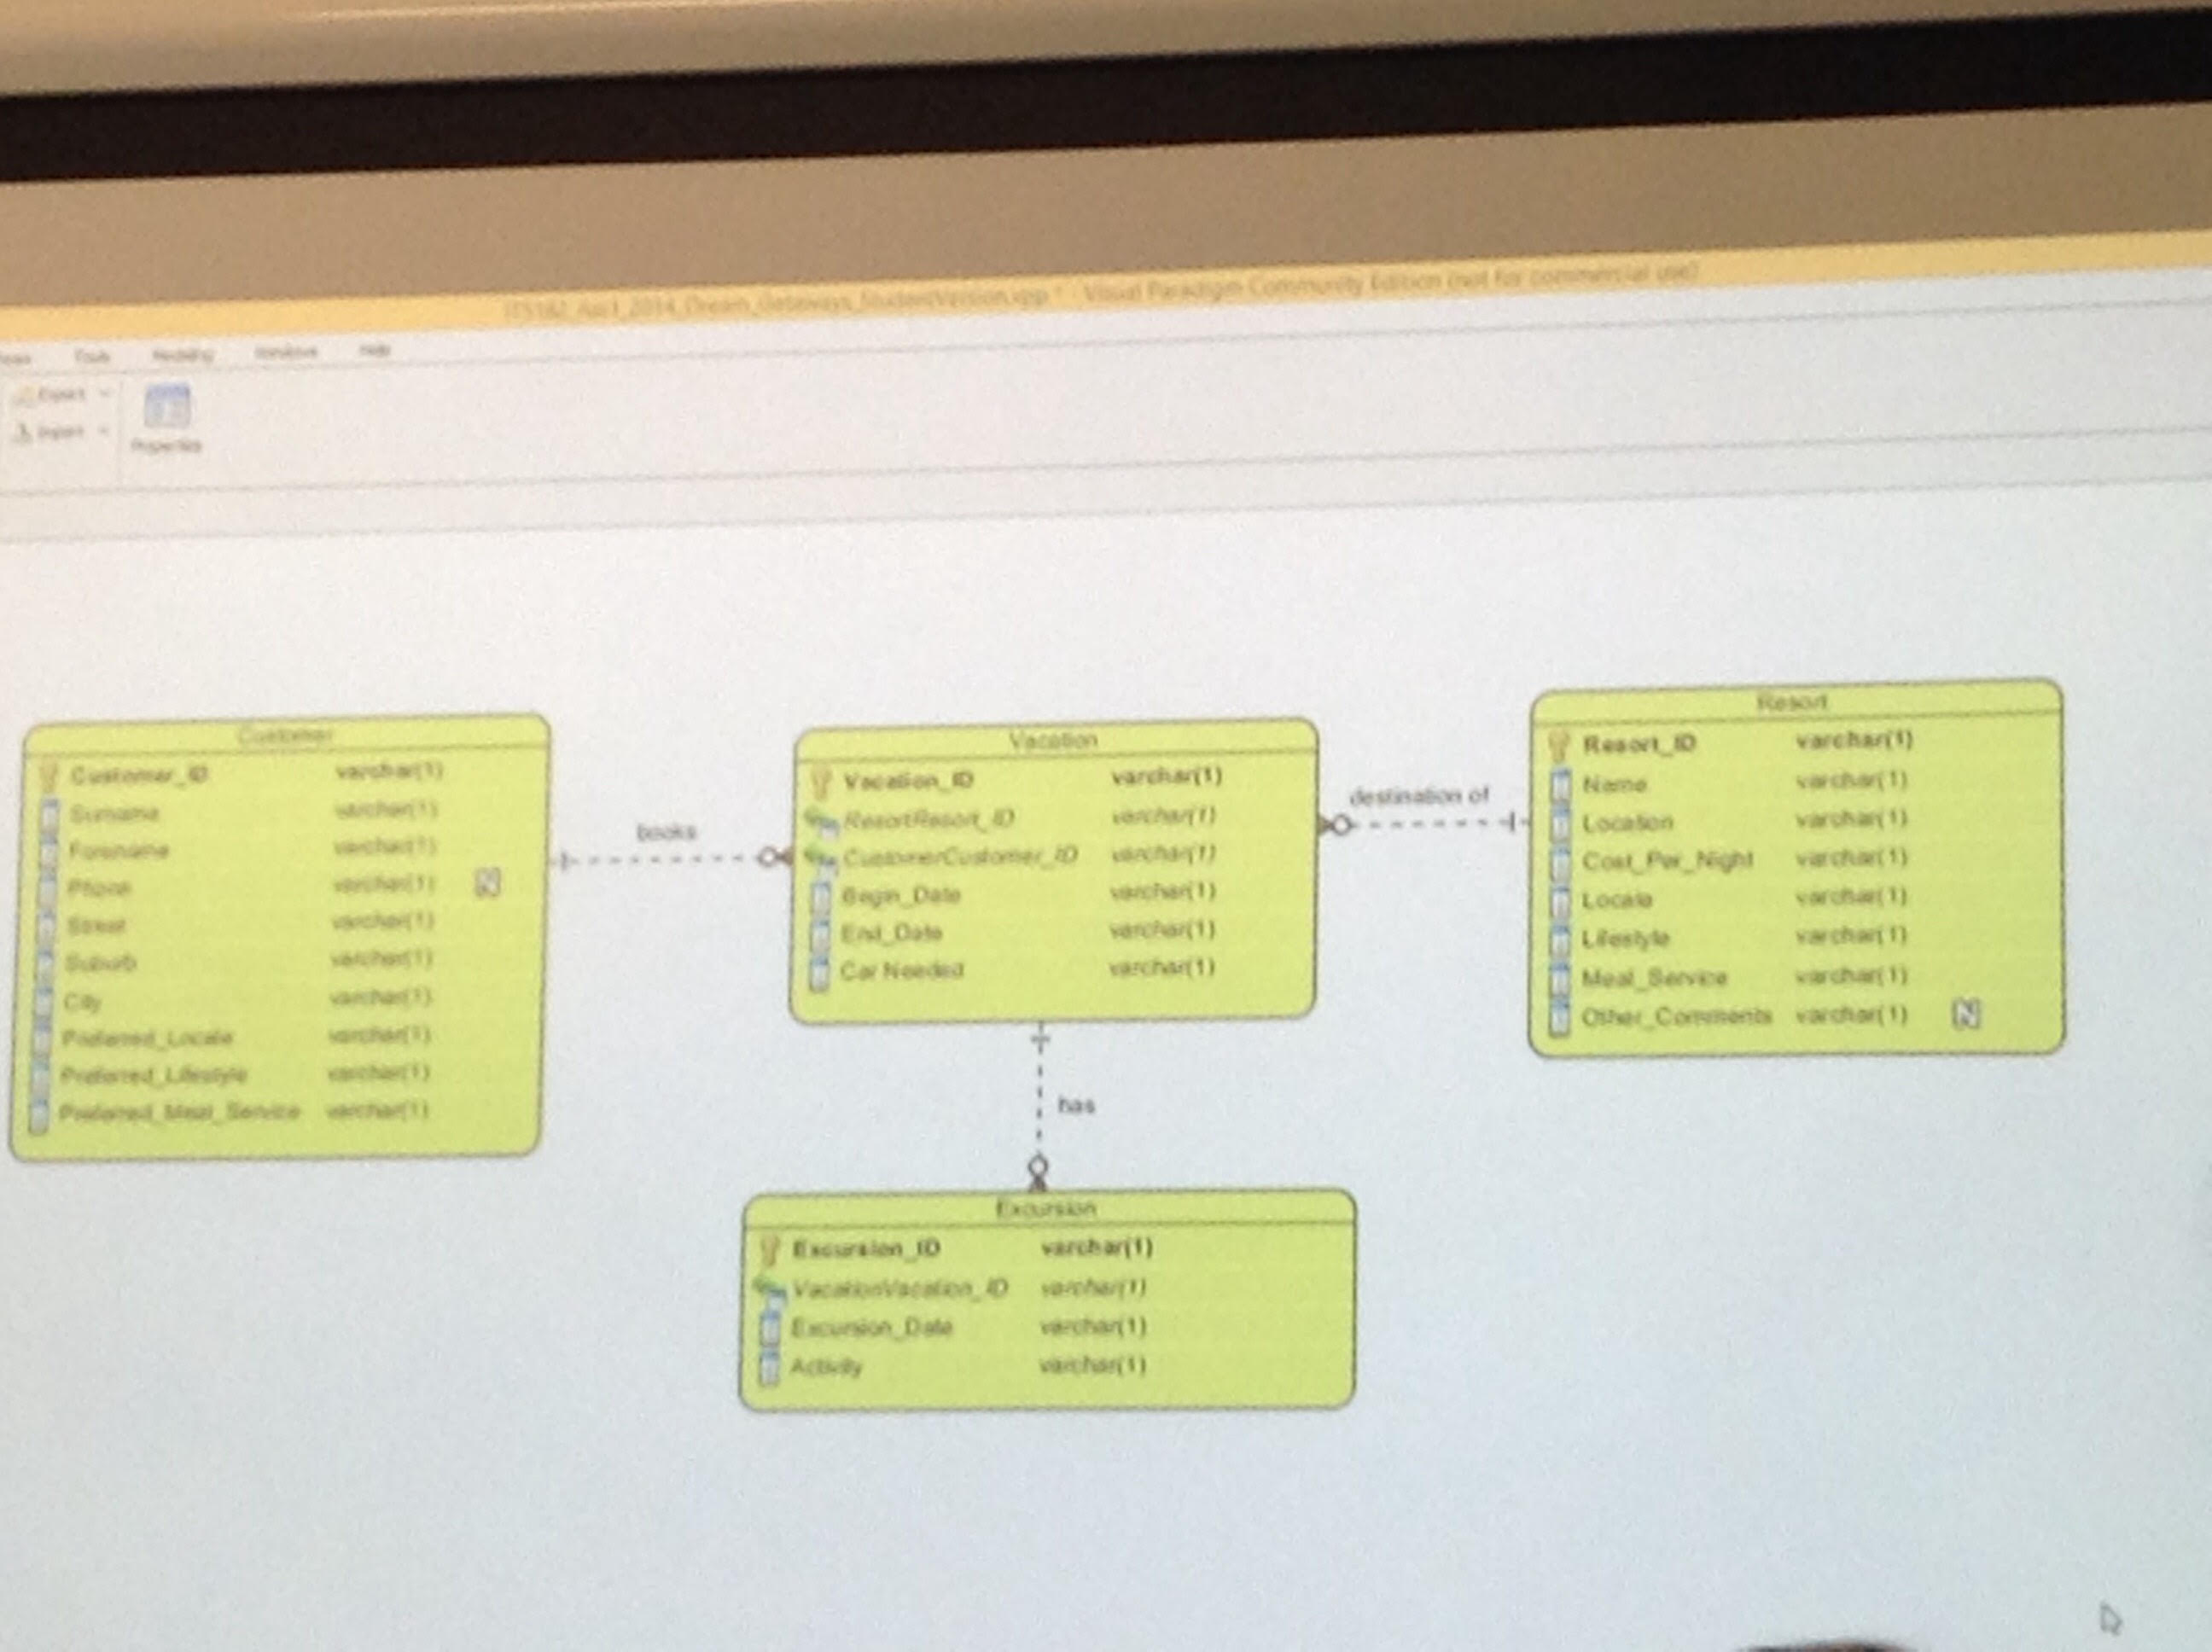 Visual Paradigm Community Edition (not for commercial use)
Tools Modeling Window Help
Export
Import
Properties
Customer
Customer_ID varchar(1)
Surname varchar(1)
Forename varchar(1)
Phone varchar(1) N
Street varchar(1)
Suburb varchar(1)
City varchar(1)
Preferred_Locale varchar(1)
Preferred_Lifestyle varchar(1)
Preferred_Meal_Service varchar(1)
books
Vacation
Vacation_ID varchar(1)
ResortResort_ID varchar(1)
CustomerCustomer_ID varchar(1)
Begin_Date varchar(1)
End_Date varchar(1)
Car Needed varchar(1)
destination of
Resort
Resort_ID varchar(1)
Name varchar(1)
Location varchar(1)
Cost_Per_Night varchar(1)
Locale varchar(1)
Lifestyle varchar(1)
Meal_Service varchar(1)
Other_Comments varchar(1) N
has
Excursion
Excursion_ID varchar(1)
VacationVacation_ID varchar(1)
Excursion_Date varchar(1)
Activity varchar(1)